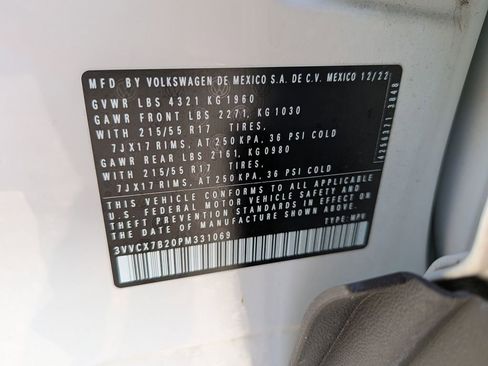 MFD. BY VOLKSWAGEN DE MEXICO S.A. DE C.V. MEXICO 12/22
GVWR LBS 4321 KG1960
GAWR FRONT LBS 2271, KG1030
WITH 215/55 R17 TIRES,
7JX17 RIMS, AT 250 KPA, 36 PSI COLD
GAWR REAR LBS 2161, KG0980
WITH 215/55 R17 TIRES,
7JX17 RIMS, AT 250 KPA, 36 PSI COLD
THIS VEHICLE CONFORMS TO ALL APPLICABLE
U.S. FEDERAL MOTOR VEHICLE SAFETY AND
THEFT PREVENTION STANDARDS IN EFFECT ON
THE DATE OF MANUFACTURE SHOWN ABOVE.
3VVCX7B20PM331069 TYPE: MPV
4256371 3848